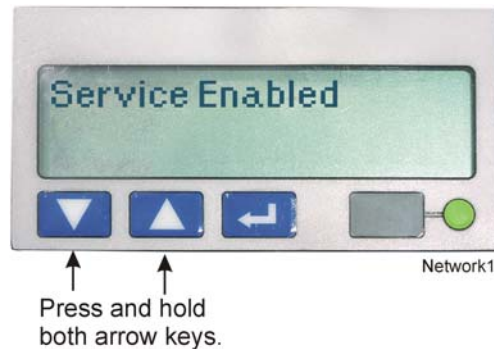 Service Enabled
Network1
Press and hold
both arrow keys.